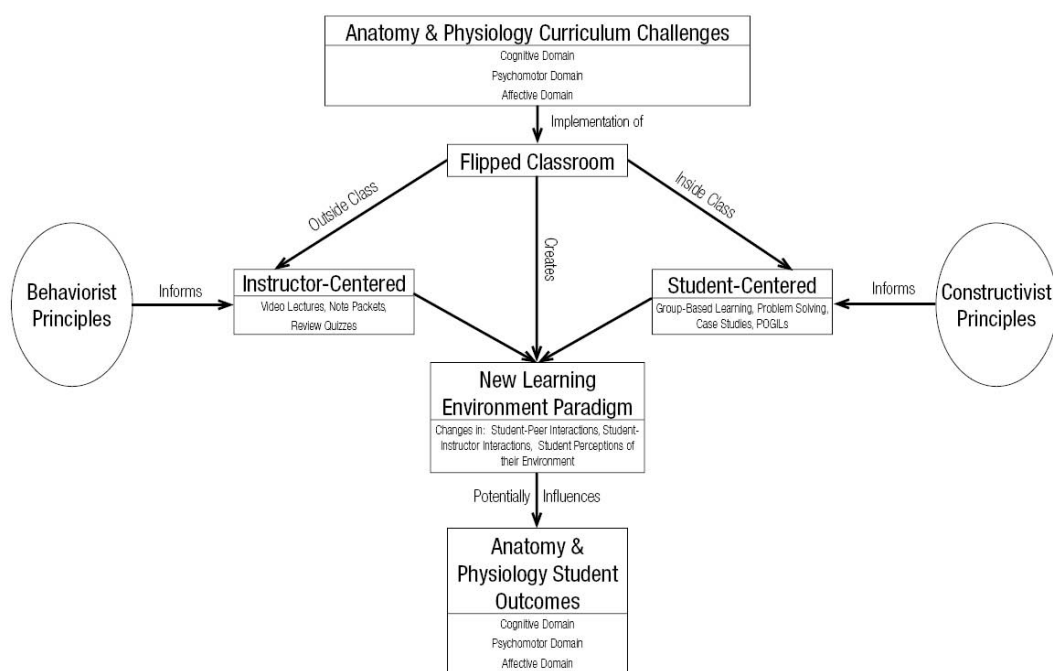 Anatomy & Physiology Curriculum Challenges
Cognitive Domain
Psychomotor Domain
Affective Domain
Implementation of
Flipped Classroom
Outside Class
Creates
Inside Class
Behaviorist
Principles
Informs
Instructor-Centered
Video Lectures, Note Packets,
Review Quizzes
Student-Centered
Group-Based Learning, Problem Solving,
Case Studies, POGILs
Informs
Constructivist
Principles
New Learning
Environment Paradigm
Changes in: Student-Peer Interactions, Student-
Instructor Interactions, Student Perceptions of
their Environment
Potentially Influences
Anatomy &
Physiology Student
Outcomes
Cognitive Domain
Psychomotor Domain
Affective Domain